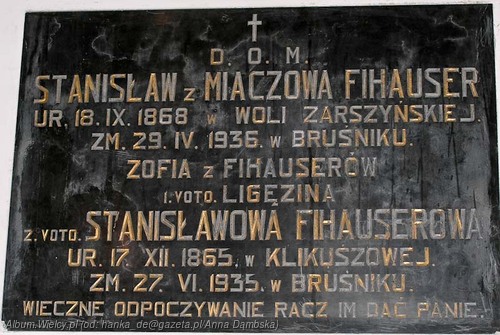 D. O. M.
STANISŁAW z MIACZOWA FIHAUSER
UR. 18. IX. 1868 w WOLI ZARSZYŃSKIEJ.
ZM. 29. IV. 1936. w BRUŚNIKU.
ZOFIA z FIHAUSERÓW
I. VOTO. LIGĘZINA
2. VOTO. STANISŁAWOWA FIHAUSEROWA
UR. 17. XII. 1865. w KLIKUSZOWEJ.
ZM. 27. VI. 1935. w BRUŚNIKU.
WIECZNE ODPOCZYWANIE RACZ IM DAĆ PANIE.
(Album.Wielcy.pl [od: hanka_de@gazeta.pl/Anna Dambska)